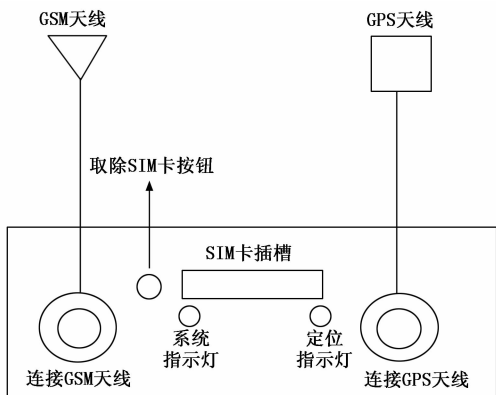 GSM天线
GPS天线
取除SIM卡按钮
SIM卡插槽
系统
指示灯
定位
指示灯
连接GSM天线
连接GPS天线